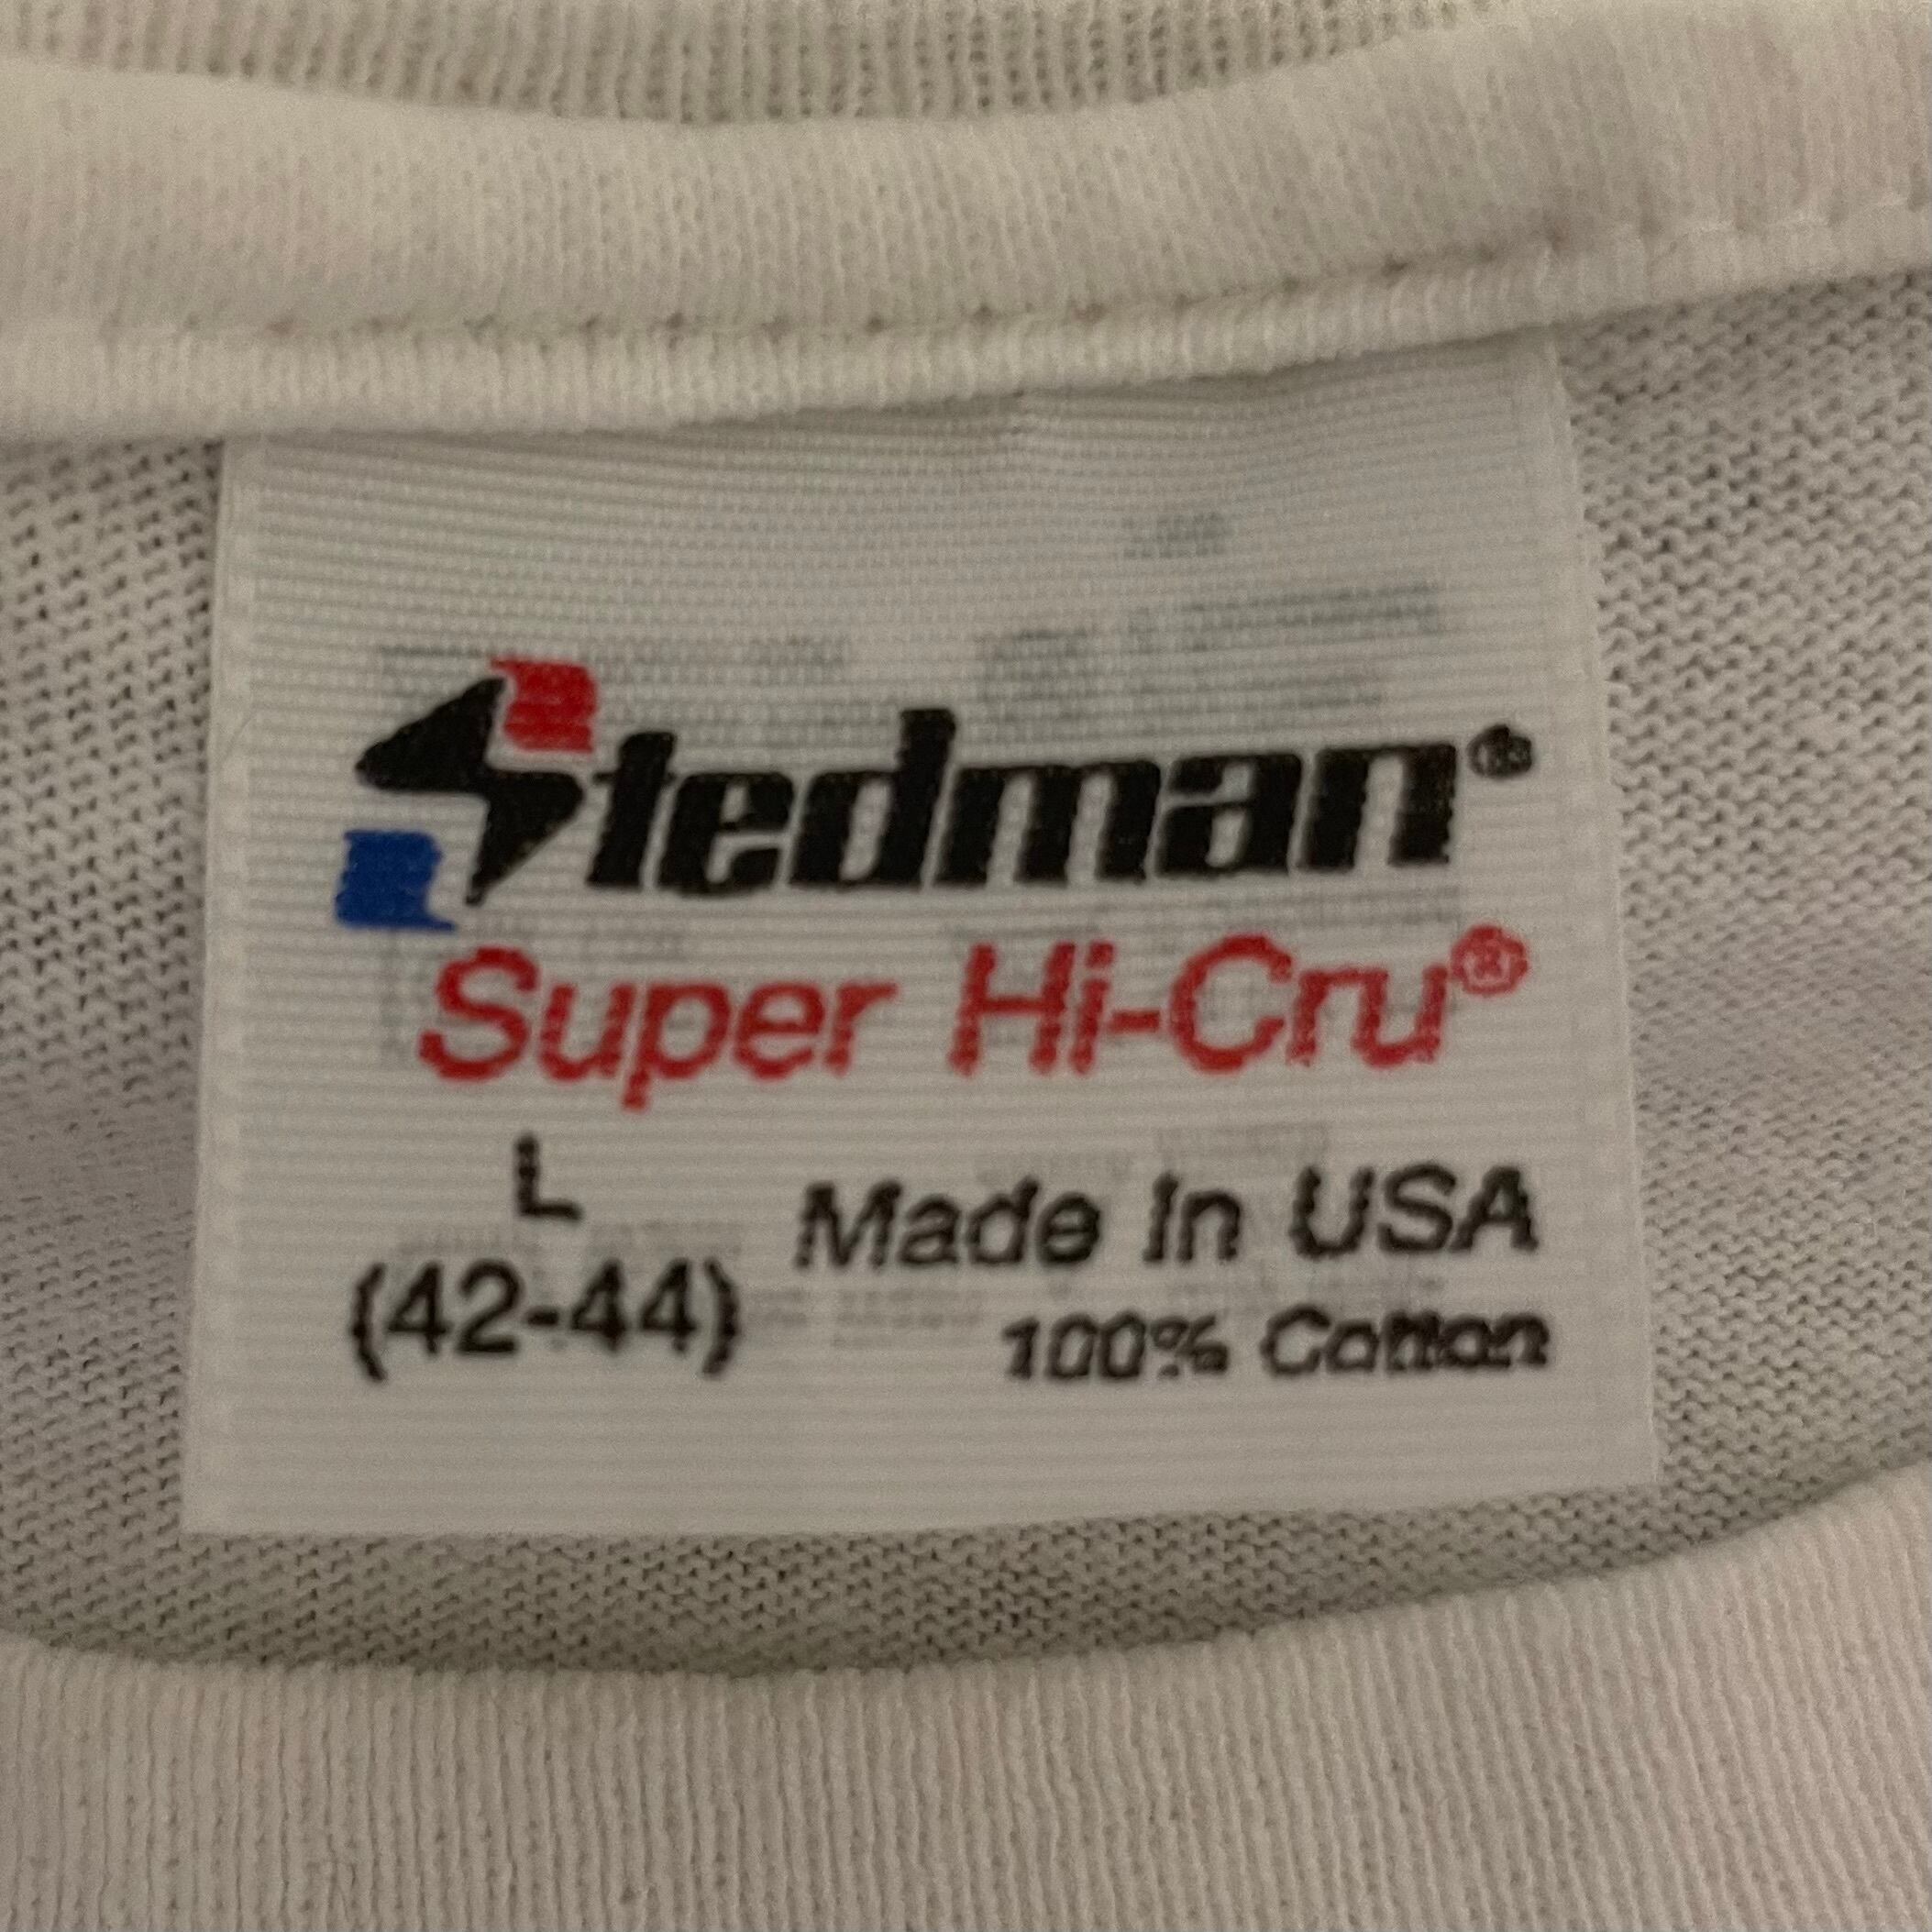 Stedman®
Super Hi-Cru®
L
(42-44)
Made In USA
100% Cotton